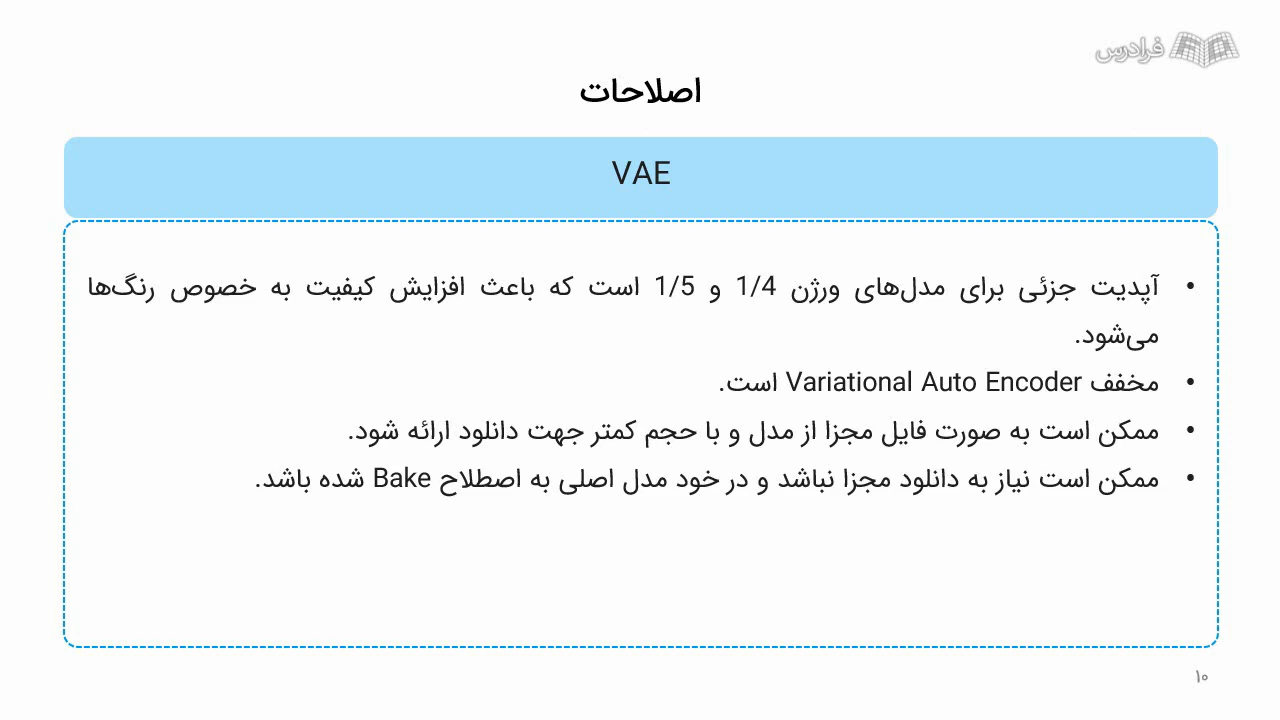 فرادرس
اصلاحات
VAE
• آپدیت جزئی برای مدل‌های ورژن 1/4 و 1/5 است که باعث افزایش کیفیت به خصوص رنگ‌ها
می‌شود.
• مخفف Variational Auto Encoder است.
• ممکن است به صورت فایل مجزا از مدل و با حجم کمتر جهت دانلود ارائه شود.
• ممکن است نیاز به دانلود مجزا نباشد و در خود مدل اصلی به اصطلاح Bake شده باشد.
۱۰